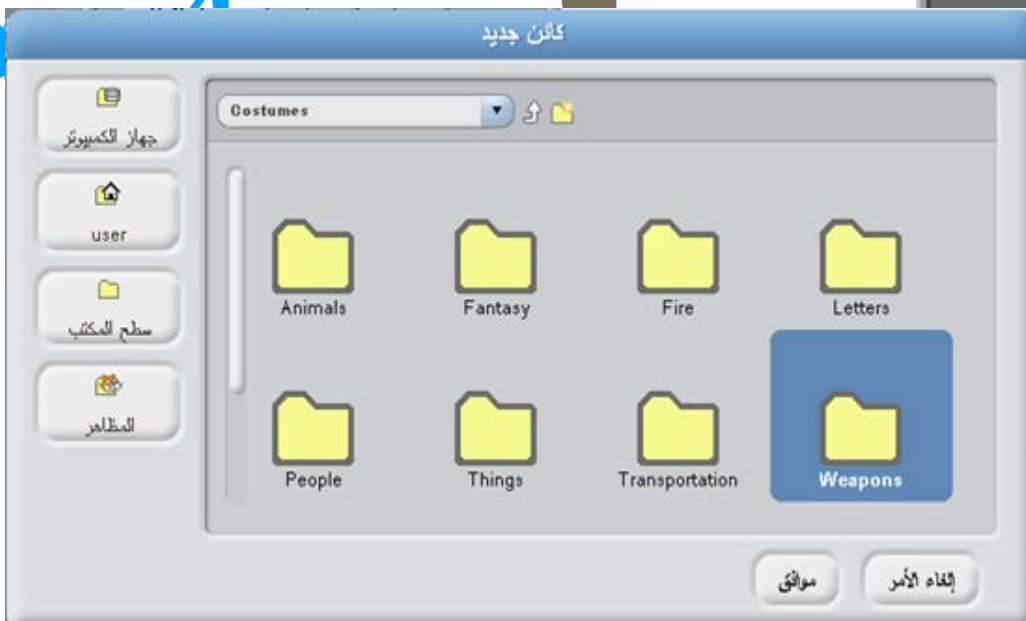 كائن جديد
جهاز الكمبيوتر
user
سطح المكتب
المظاهر
Costumes
Animals
Fantasy
Fire
Letters
People
Things
Transportation
Weapons
موافق
إلغاء الأمر